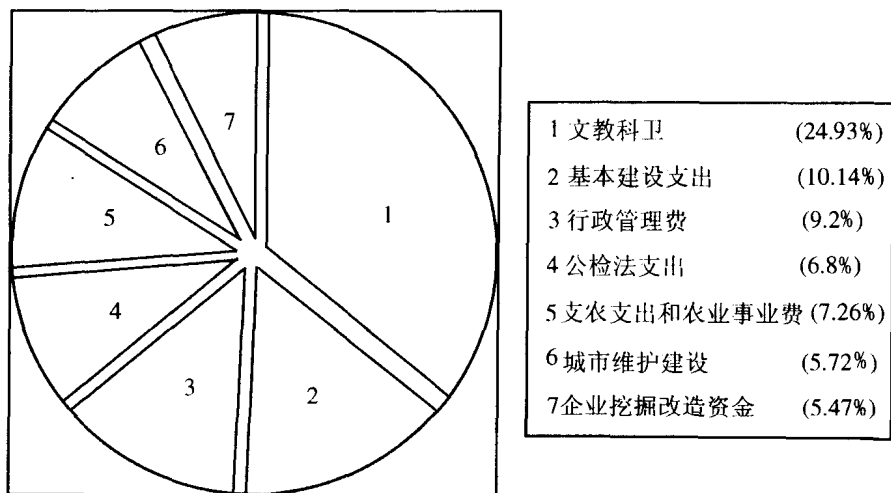 7
6
1
5
4
3
2
1 文教科卫 (24.93%)
2 基本建设支出 (10.14%)
3 行政管理费 (9.2%)
4 公检法支出 (6.8%)
5 支农支出和农业事业费 (7.26%)
6 城市维护建设 (5.72%)
7 企业挖掘改造资金 (5.47%)